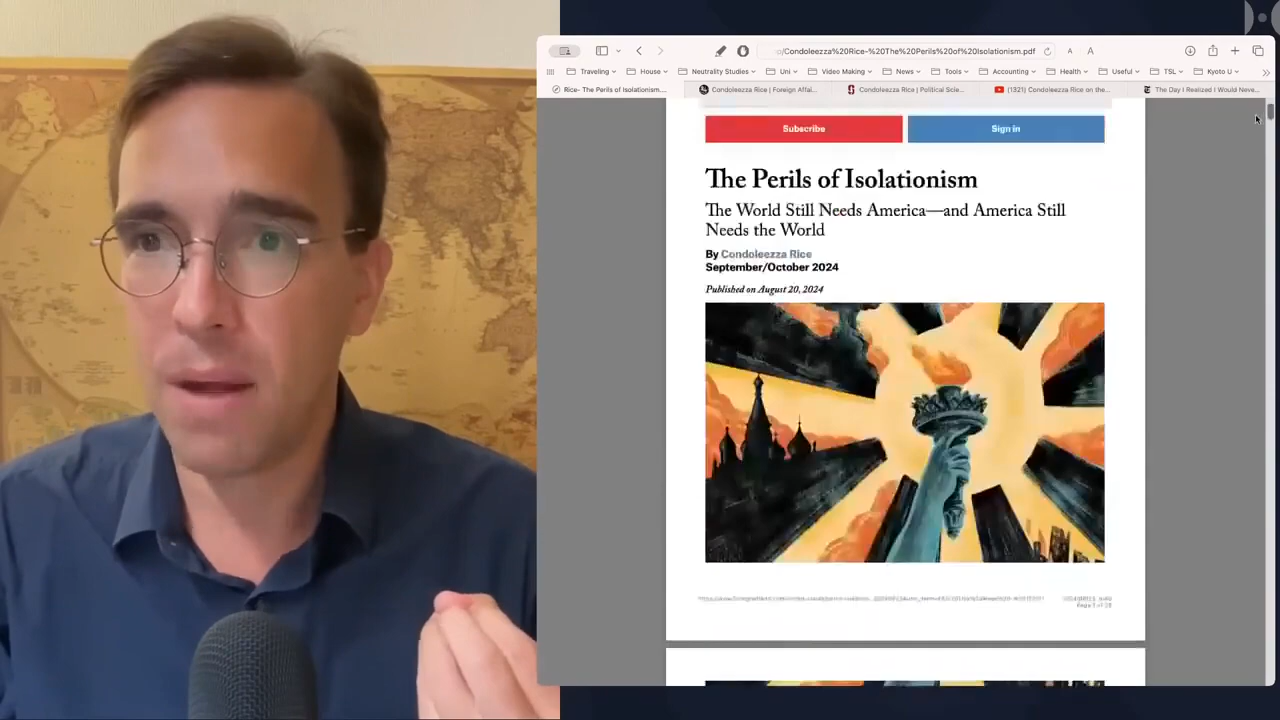 /Condoleezza%20Rice-%20The%20Perils%20of%20Isolationism.pdf
A A
Traveling House Neutrality Studies Uni Video Making News Tools Accounting Health Useful TSL Kyoto U
Rice- The Perils of Isolationism.... Condoleezza Rice | Foreign Affai... Condoleezza Rice | Political Scie... (1321) Condoleezza Rice on the... The Day I Realized I Would Neve...
Subscribe Sign in
The Perils of Isolationism
The World Still Needs America—and America Still
Needs the World
By Condoleezza Rice
September/October 2024
Published on August 20, 2024